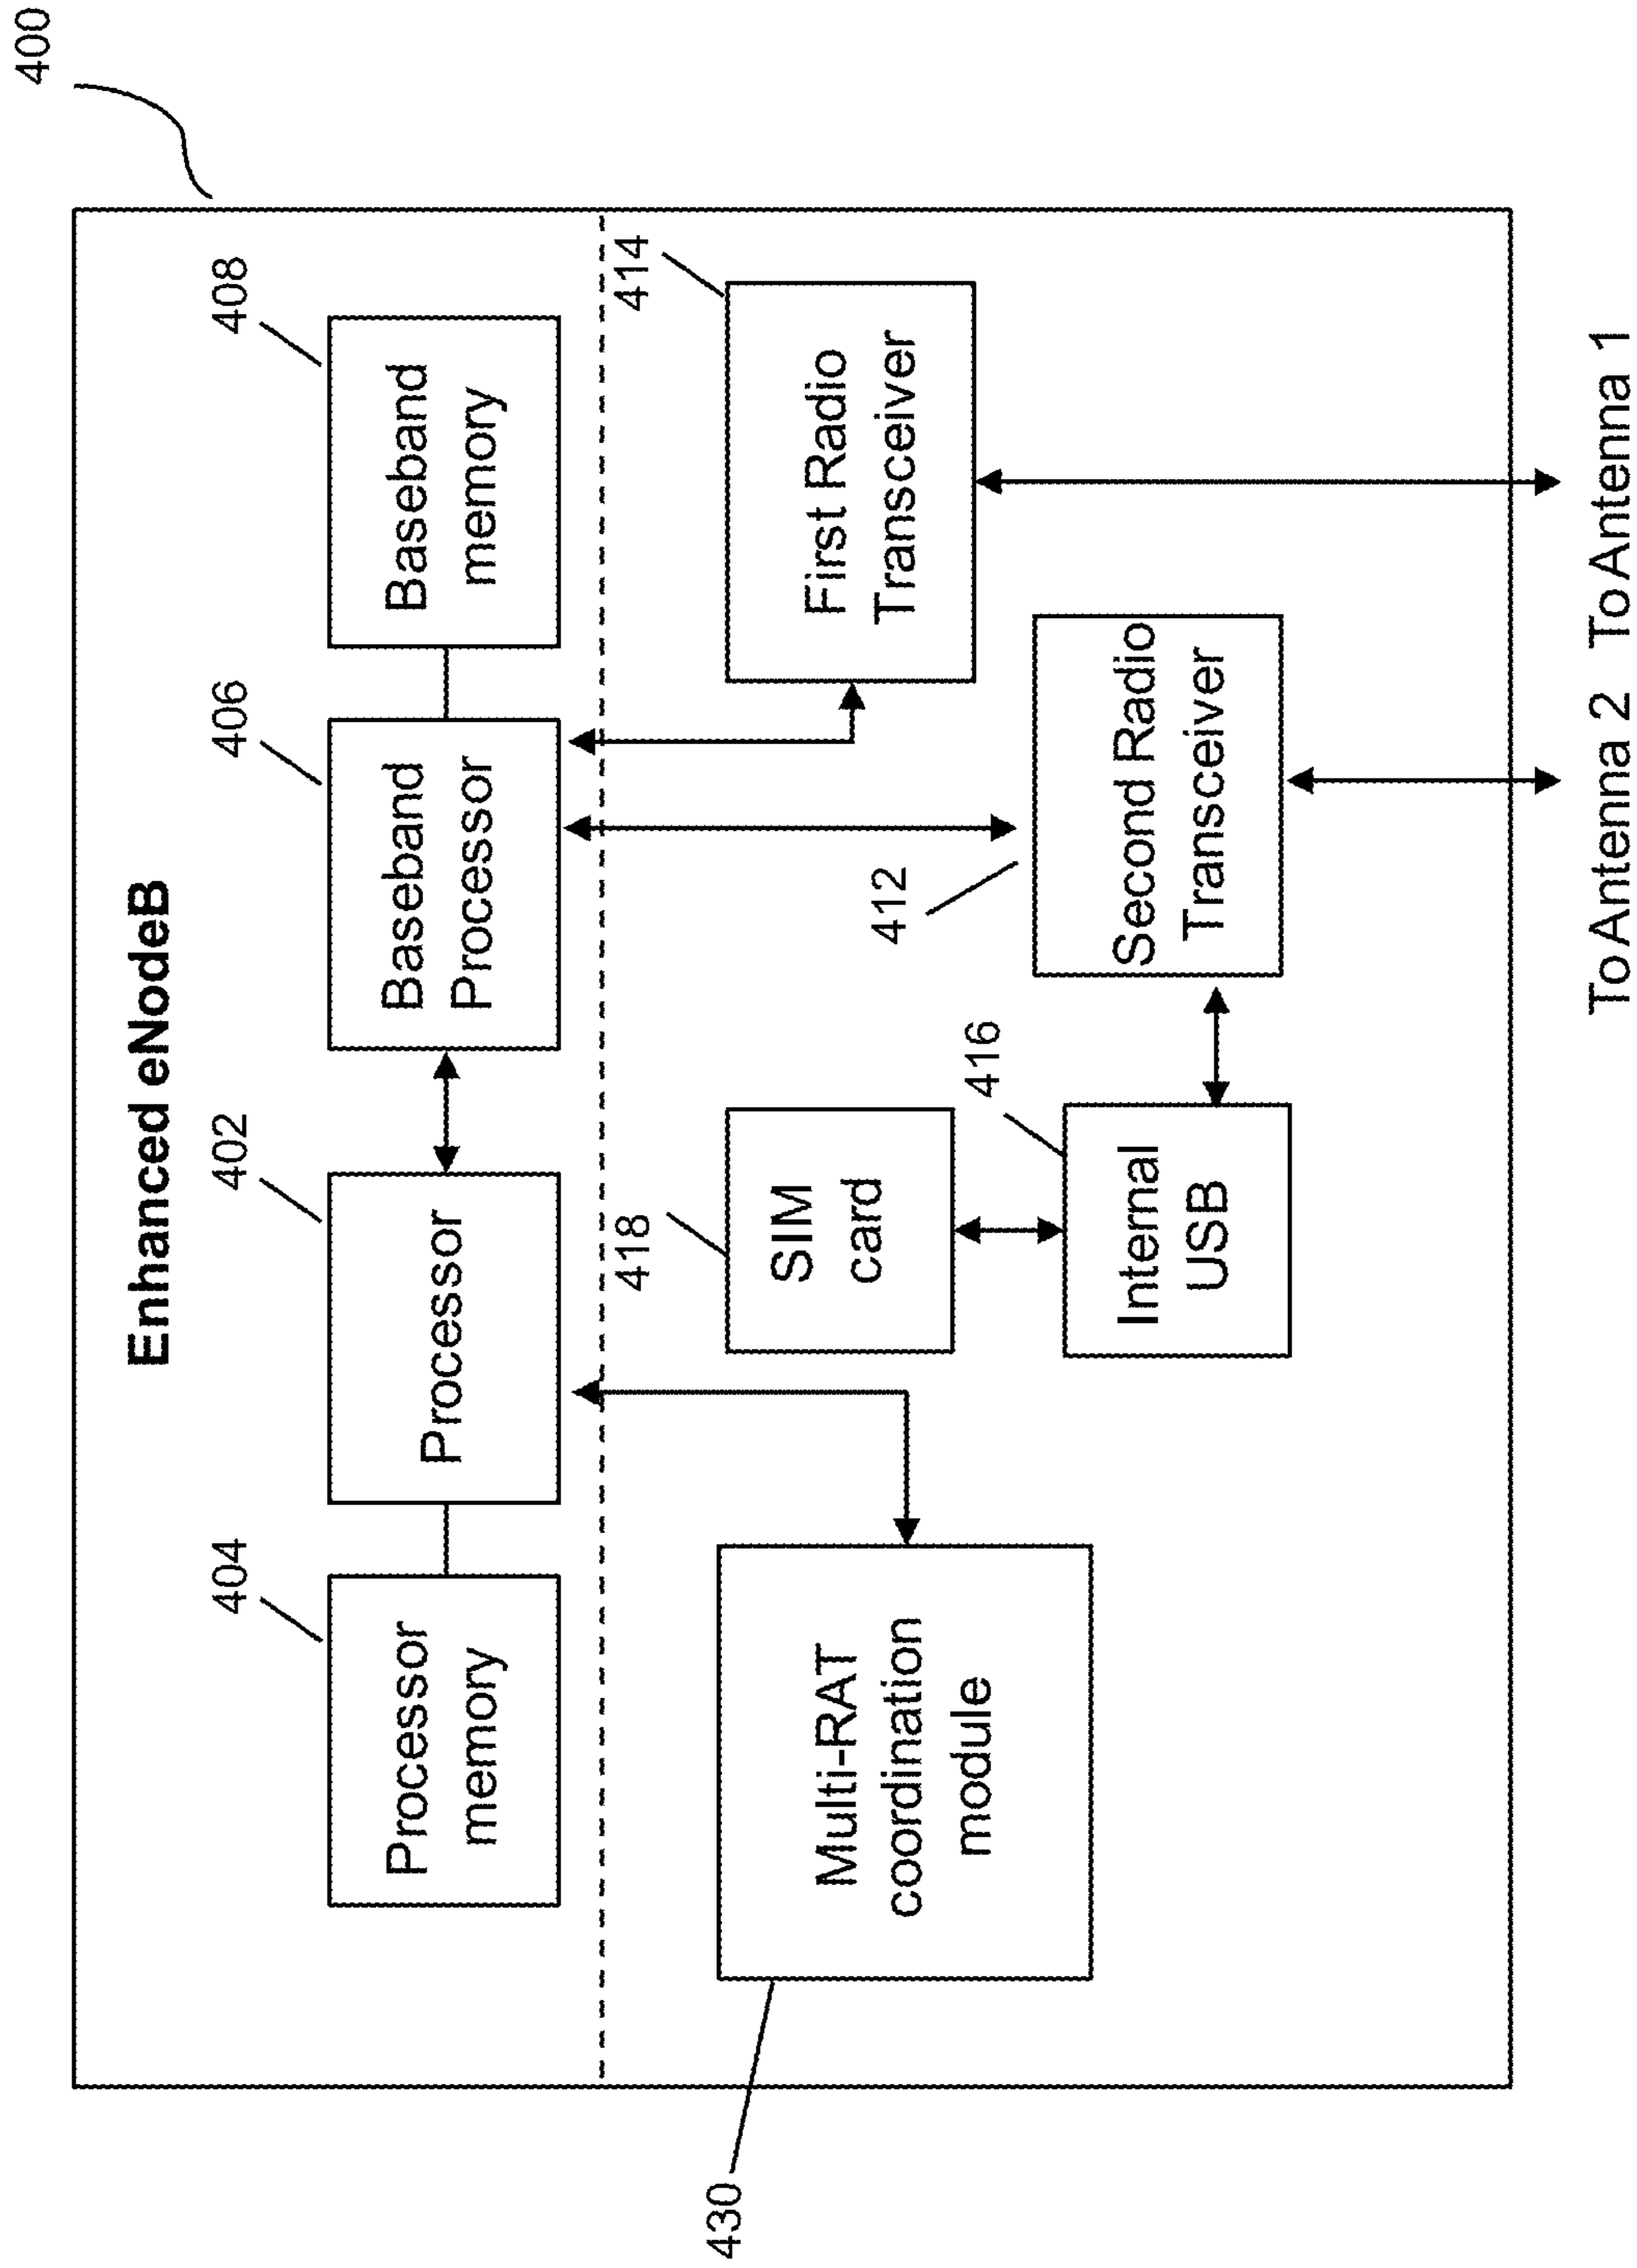 400
Enhanced eNodeB
404
402
406
408
Processor
memory
Processor
Baseband
Processor
Baseband
memory
430
418
412
414
Multi-RAT
coordination
module
SIM
card
First Radio
Transceiver
416
Internal
USB
Second Radio
Transceiver
To Antenna 2
To Antenna 1